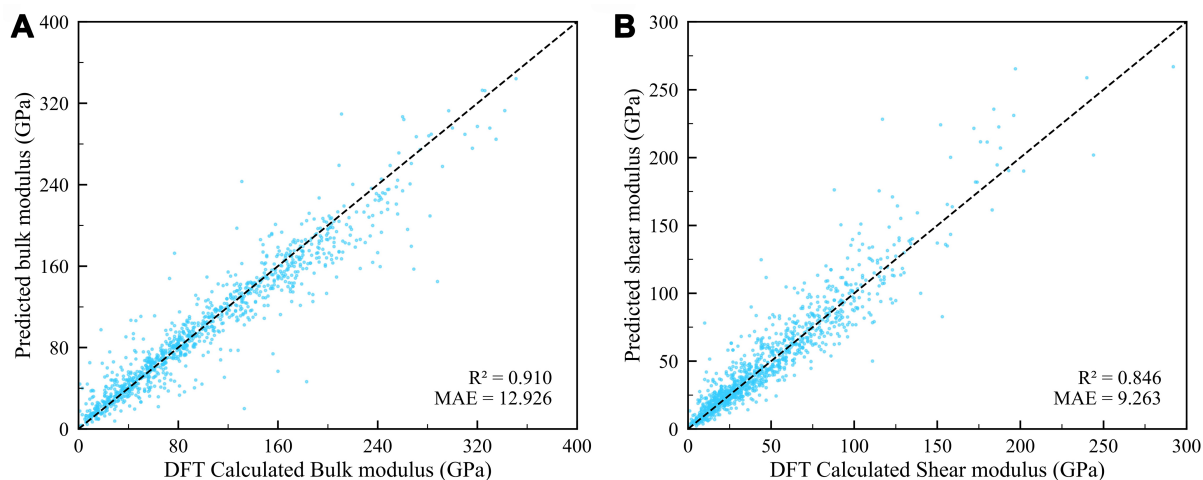 A
Predicted bulk modulus (GPa)
400
320
240
160
80
0
R² = 0.910
MAE = 12.926
0 80 160 240 320 400
DFT Calculated Bulk modulus (GPa)
B
Predicted shear modulus (GPa)
300
250
200
150
100
50
0
R² = 0.846
MAE = 9.263
0 50 100 150 200 250 300
DFT Calculated Shear modulus (GPa)